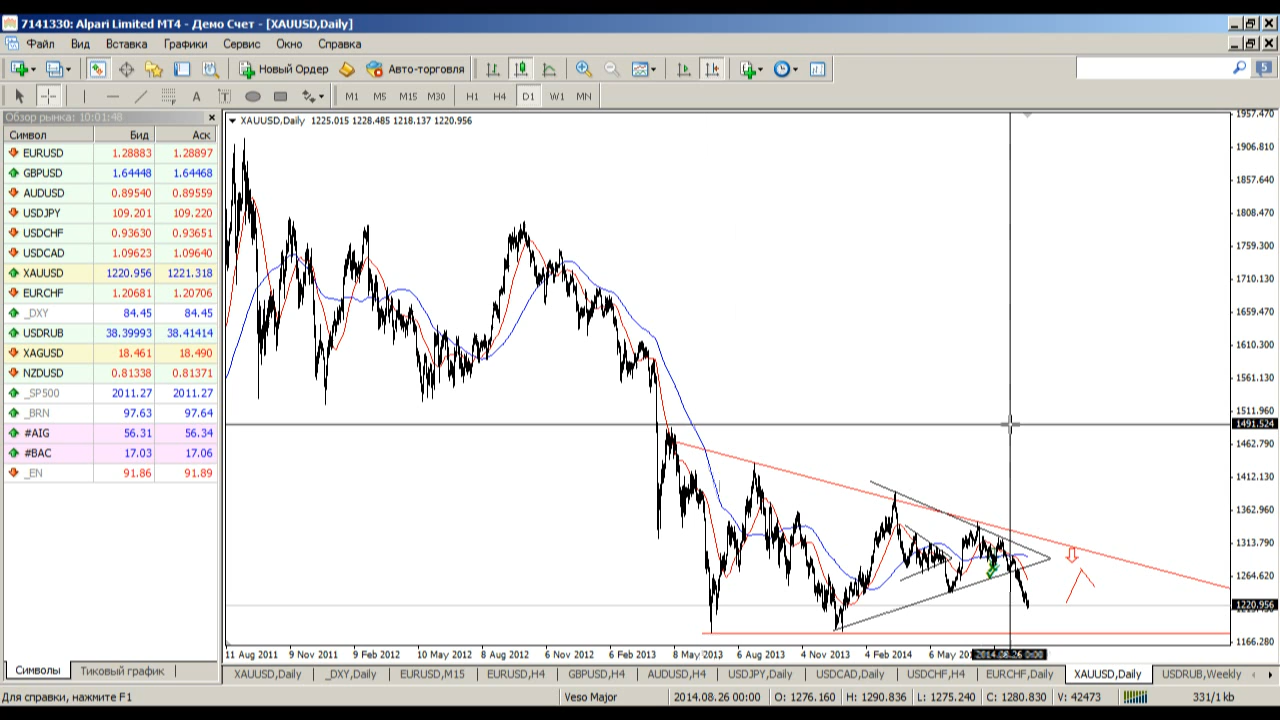 7141330: Alpari Limited MT4 - Демо Счет - [XAUUSD,Daily]
Файл Вид Вставка Графики Сервис Окно Справка
Новый Ордер Авто-торговля 5
A T M1 M5 M15 M30 H1 H4 D1 W1 MN
Обзор рынка: 10:01:48
Символ Бид Аск
EURUSD 1.28883 1.28897
GBPUSD 1.64448 1.64468
AUDUSD 0.89540 0.89559
USDJPY 109.201 109.220
USDCHF 0.93630 0.93651
USDCAD 1.09623 1.09640
XAUUSD 1220.956 1221.318
EURCHF 1.20681 1.20706
_DXY 84.45 84.45
USDRUB 38.39993 38.41414
XAGUSD 18.461 18.490
NZDUSD 0.81338 0.81371
_SP500 2011.27 2011.27
_BRN 97.63 97.64
#AIG 56.31 56.34
#BAC 17.03 17.06
_EN 91.86 91.89
Символы Тиковый график
XAUUSD,Daily 1225.015 1228.485 1218.137 1220.956
1957.470
1906.810
1857.640
1808.470
1759.300
1710.130
1659.470
1610.300
1561.130
1511.960
1491.524
1462.790
1412.130
1362.960
1313.790
1264.620
1220.956
1166.280
11 Aug 2011 9 Nov 2011 9 Feb 2012 10 May 2012 8 Aug 2012 6 Nov 2012 6 Feb 2013 8 May 2013 6 Aug 2013 4 Nov 2013 4 Feb 2014 6 May 2014.08.26 0:00
XAUUSD,Daily _DXY,Daily EURUSD,M15 EURUSD,H4 GBPUSD,H4 AUDUSD,H4 USDJPY,Daily USDCAD,Daily USDCHF,H4 EURCHF,Daily XAUUSD,Daily USDRUB,Weekly
Для справки, нажмите F1 Veso Major 2014.08.26 00:00 O: 1276.160 H: 1290.836 L: 1275.240 C: 1280.830 V: 42473 331/1 kb